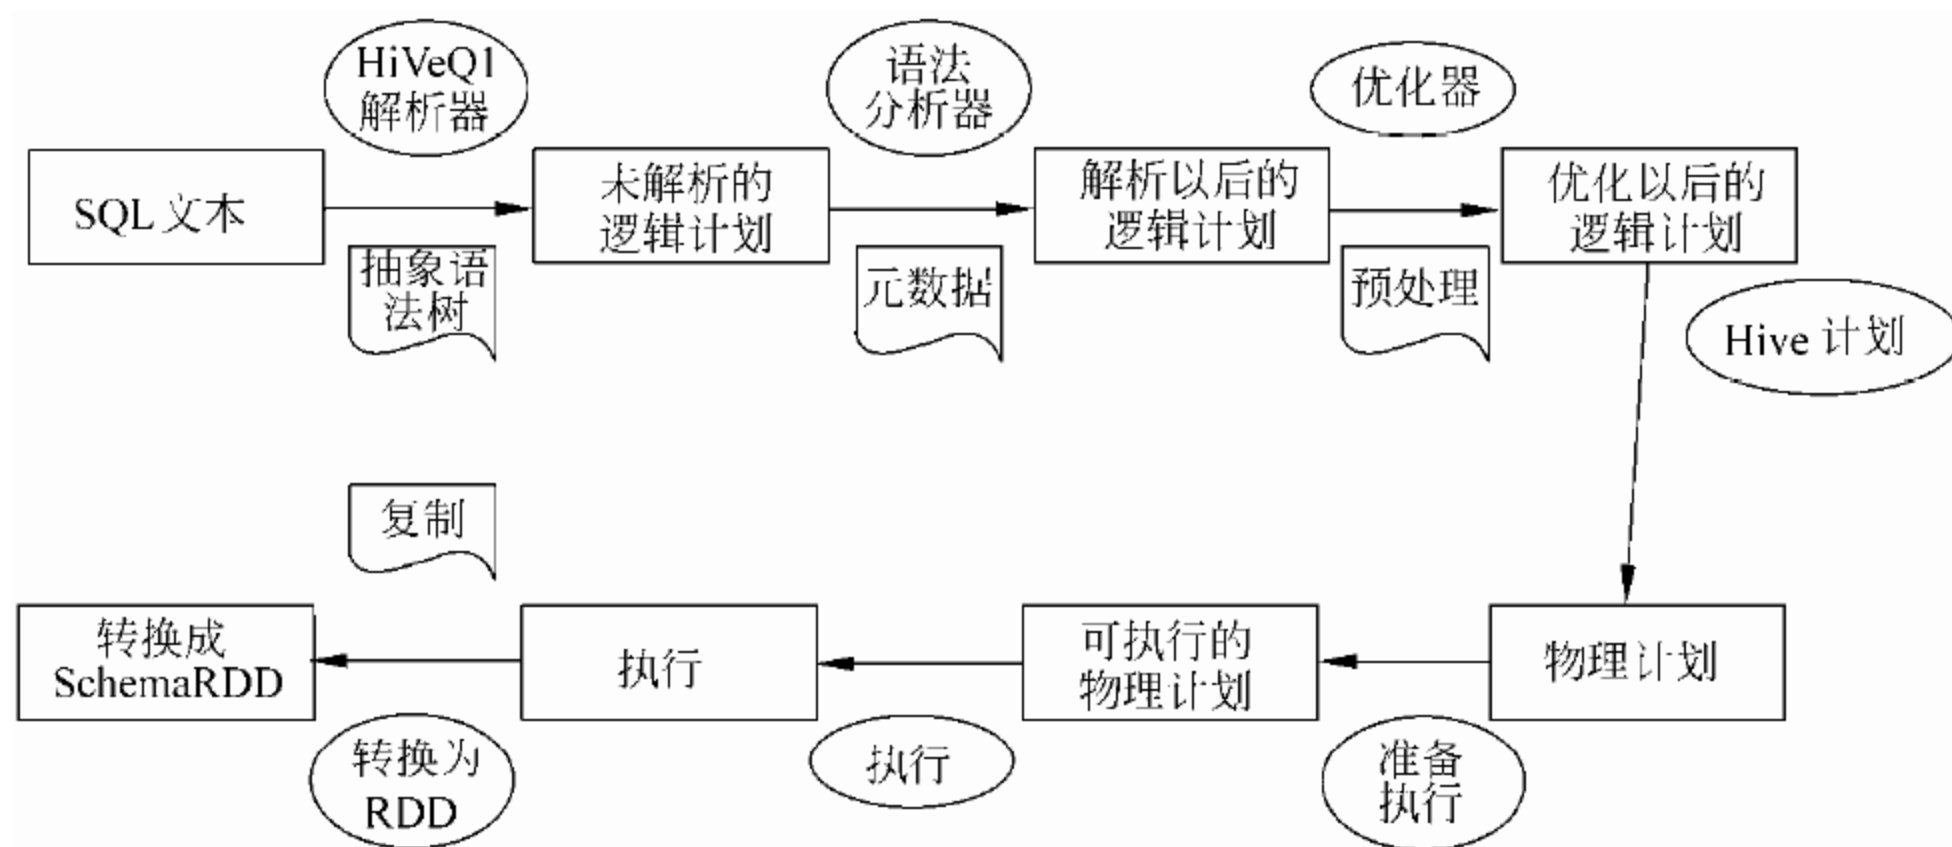 HiVeQ1
解析器
语法
分析器
优化器
SQL 文本
未解析的
逻辑计划
解析以后的
逻辑计划
优化以后的
逻辑计划
抽象语
法树
元数据
预处理
Hive 计划
复制
转换成
SchemaRDD
执行
可执行的
物理计划
物理计划
转换为
RDD
执行
准备
执行